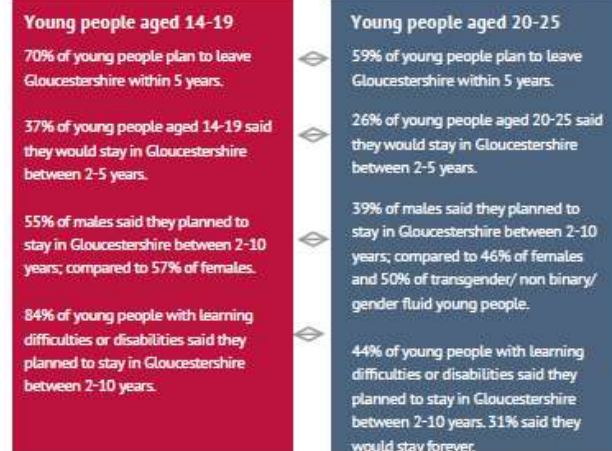 Young people aged 14-19
70% of young people plan to leave
Gloucestershire within 5 years.
37% of young people aged 14-19 said
they would stay in Gloucestershire
between 2-5 years.
55% of males said they planned to
stay in Gloucestershire between 2-10
years; compared to 57% of females.
84% of young people with learning
difficulties or disabilities said they
planned to stay in Gloucestershire
between 2-10 years.
Young people aged 20-25
59% of young people plan to leave
Gloucestershire within 5 years.
26% of young people aged 20-25 said
they would stay in Gloucestershire
between 2-5 years.
39% of males said they planned to
stay in Gloucestershire between 2-10
years; compared to 46% of females
and 50% of transgender/ non binary/
gender fluid young people.
44% of young people with learning
difficulties or disabilities said they
planned to stay in Gloucestershire
between 2-10 years. 31% said they
would stay forever.